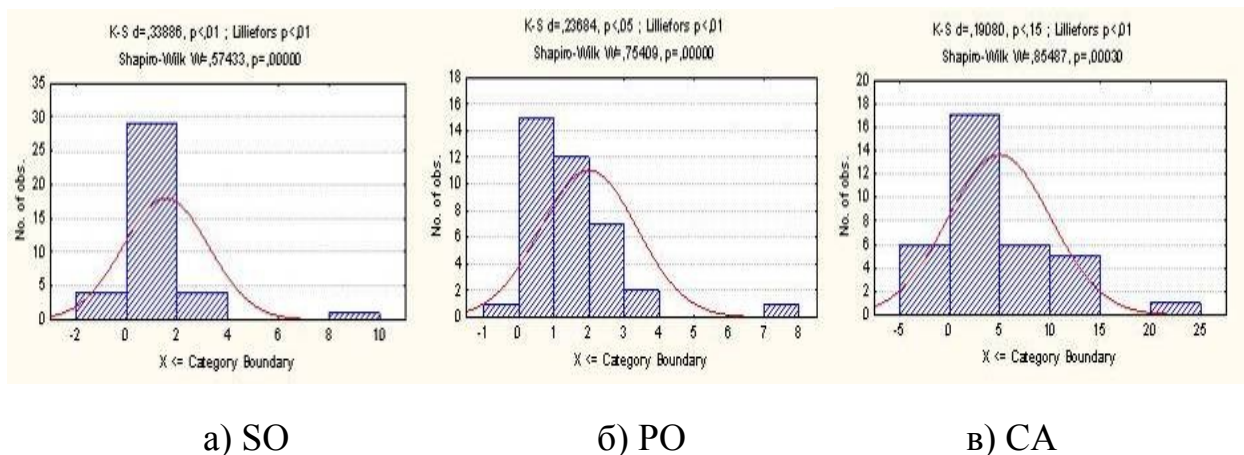 K-S d=,33886, p<,01 ; Lilliefors p<,01
Shapiro-Wilk W=,57433, p=,00000
35
30
25
20
15
10
5
0
No. of obs.
-2 0 2 4 6 8 10
X <= Category Boundary
K-S d=,23684, p<,05 ; Lilliefors p<,01
Shapiro-Wilk W=,75409, p=,00000
18
16
14
12
10
8
6
4
2
0
No. of obs.
-1 0 1 2 3 4 5 6 7 8
X <= Category Boundary
K-S d=,19080, p<,15 ; Lilliefors p<,01
Shapiro-Wilk W=,85487, p=,00030
20
18
16
14
12
10
8
6
4
2
0
No. of obs.
-5 0 5 10 15 20 25
X <= Category Boundary
а) SO
б) PO
в) CA